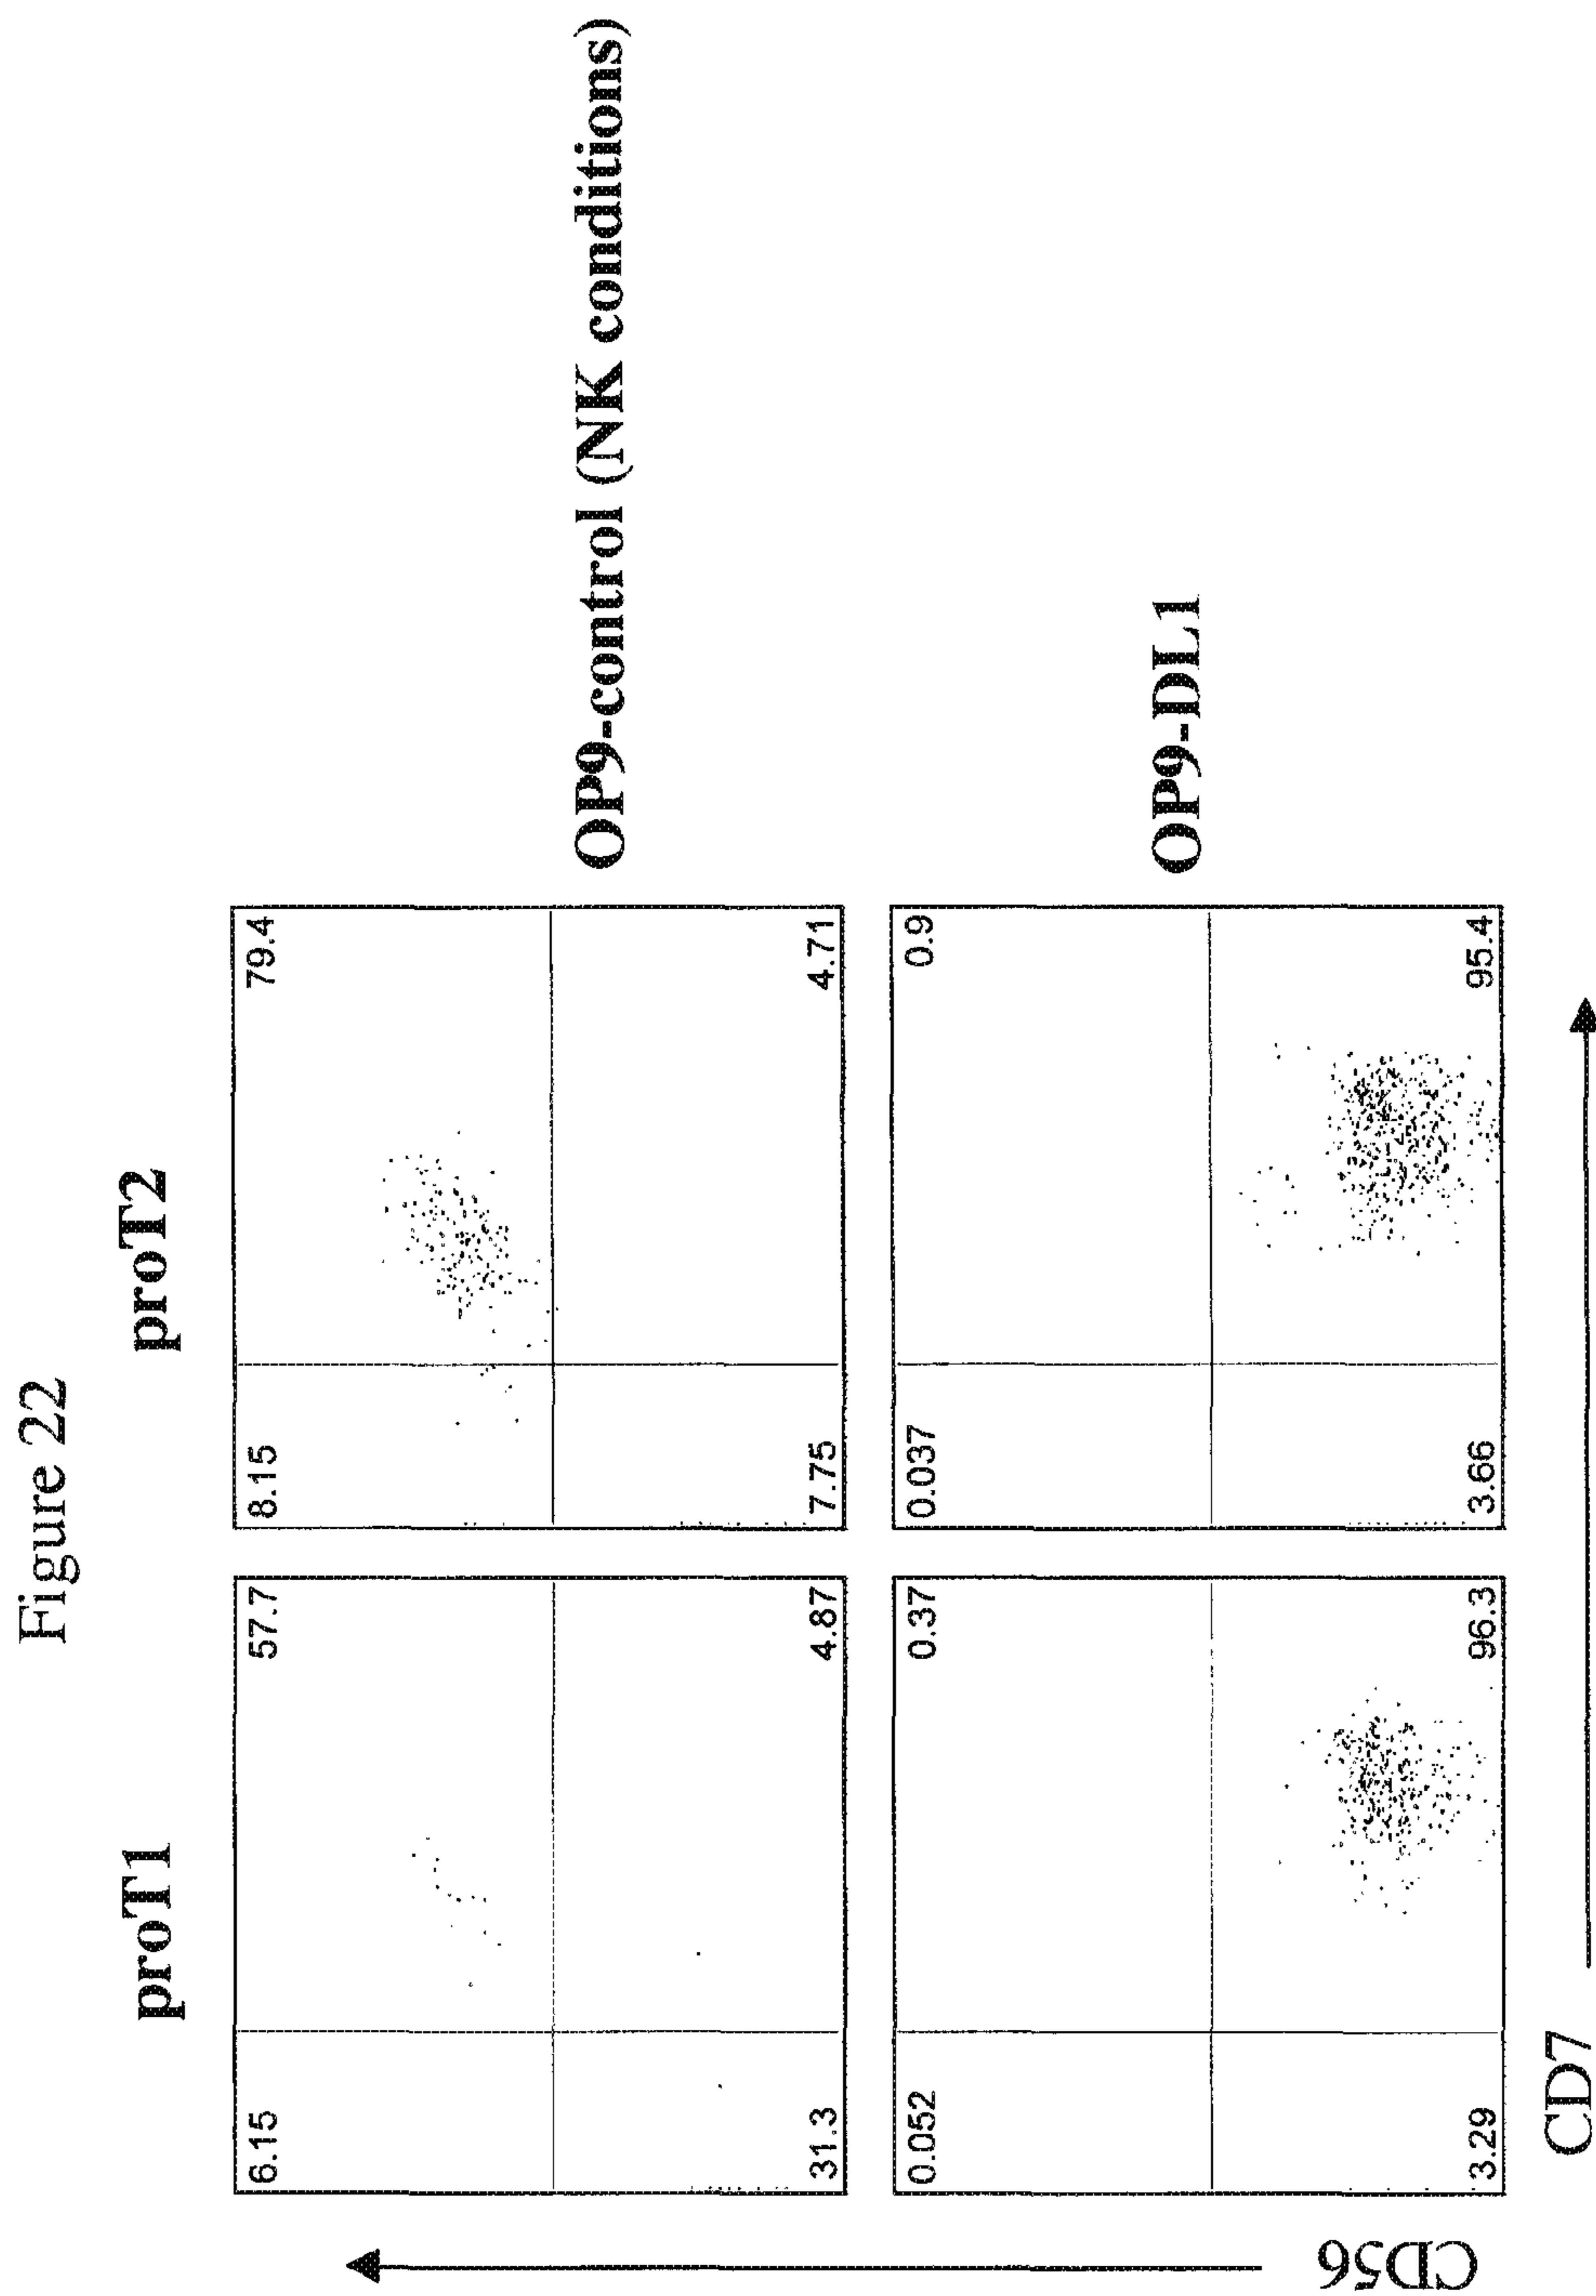 Figure 22
proT1
proT2
6.15
57.7
31.3
4.87
8.15
79.4
7.75
4.71
OP9-control (NK conditions)
0.052
0.37
3.29
96.3
0.037
0.9
3.66
95.4
OP9-DL1
CD56
CD7